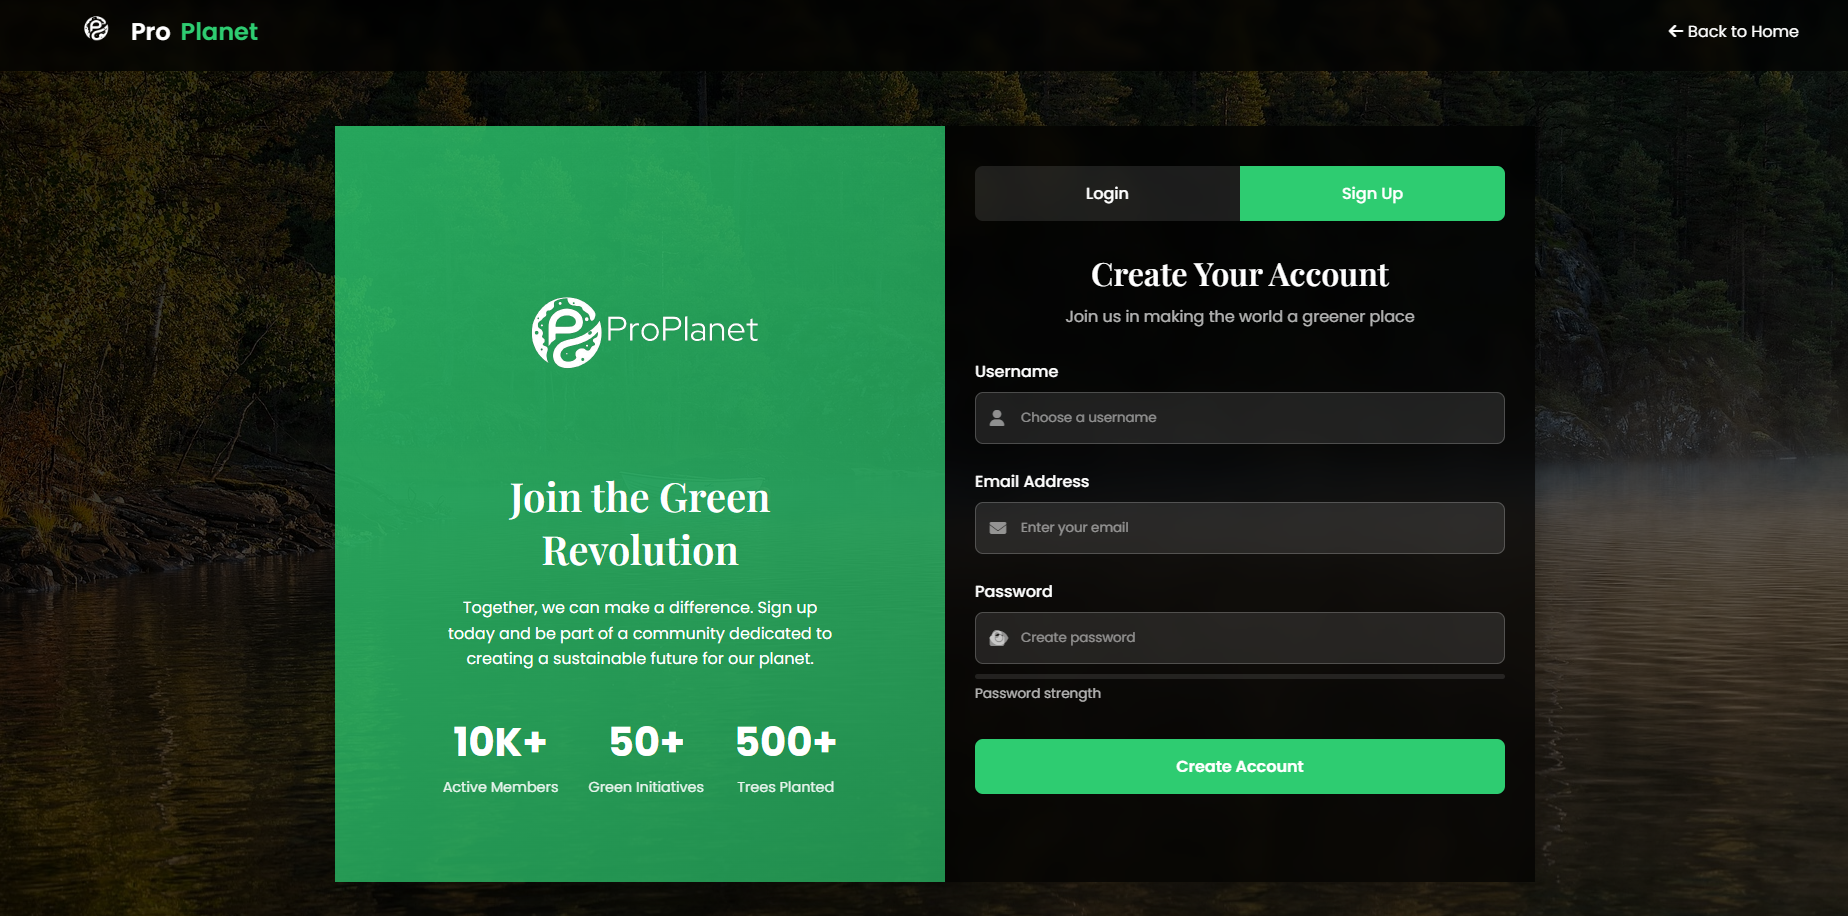 Pro Planet
Back to Home
ProPlanet
Join the Green
Revolution
Together, we can make a difference. Sign up
today and be part of a community dedicated to
creating a sustainable future for our planet.
10K+ 50+ 500+
Active Members Green Initiatives Trees Planted
Login Sign Up
Create Your Account
Join us in making the world a greener place
Username
Choose a username
Email Address
Enter your email
Password
Create password
Password strength
Create Account